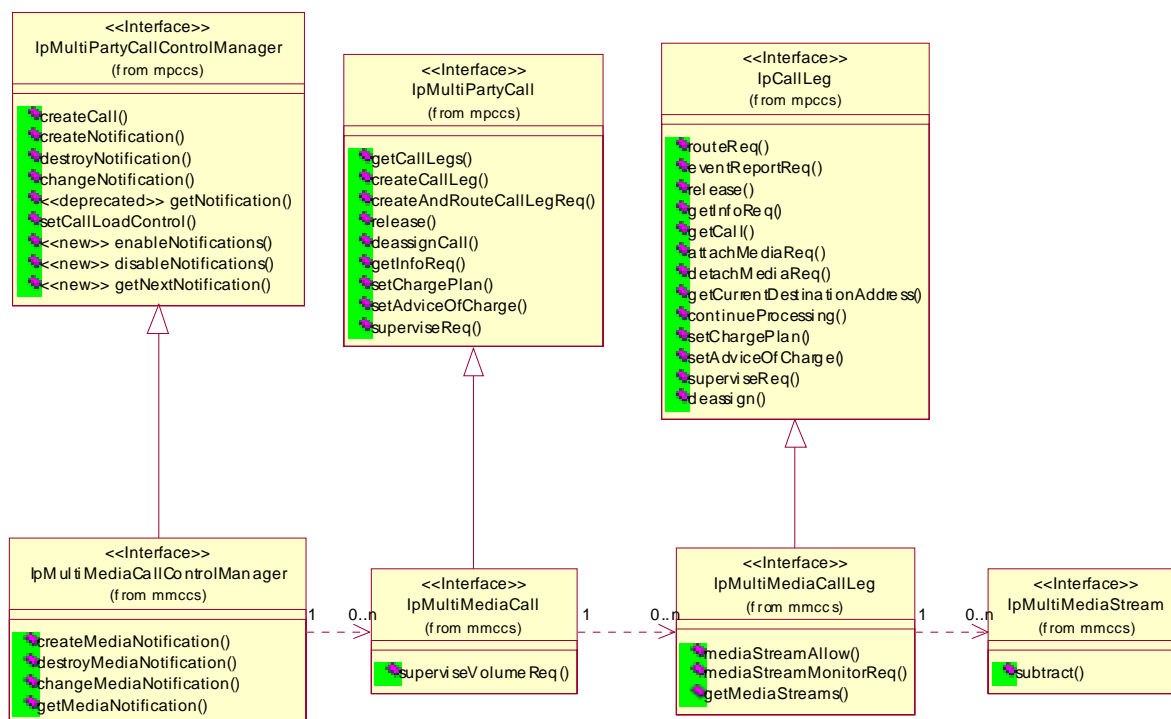 <<Interface>>
IpMultiPartyCallControlManager
(from mpccs)
createCall()
createNotification()
destroyNotification()
changeNotification()
<<deprecated>> getNotification()
setCallLoadControl()
<<new>> enableNotifications()
<<new>> disableNotifications()
<<new>> getNextNotification()
<<Interface>>
IpMultiPartyCall
(from mpccs)
getCallLegs()
createCallLeg()
createAndRouteCallLegReq()
release()
deassignCall()
getInfoReq()
setChargePlan()
setAdviceOfCharge()
superviseReq()
<<Interface>>
IpCallLeg
(from mpccs)
routeReq()
eventReportReq()
release()
getInfoReq()
getCall()
attachMediaReq()
detachMediaReq()
getCurrentDestinationAddress()
continueProcessing()
setChargePlan()
setAdviceOfCharge()
superviseReq()
deassign()
<<Interface>>
IpMultiMediaCallControlManager
(from mmccs)
createMediaNotification()
destroyMediaNotification()
changeMediaNotification()
getMediaNotification()
1
0..n
<<Interface>>
IpMultiMediaCall
(from mmccs)
superviseVolumeReq()
1
0..n
<<Interface>>
IpMultiMediaCallLeg
(from mmccs)
mediaStreamAllow()
mediaStreamMonitorReq()
getMediaStreams()
1
0..n
<<Interface>>
IpMultiMediaStream
(from mmccs)
subtract()